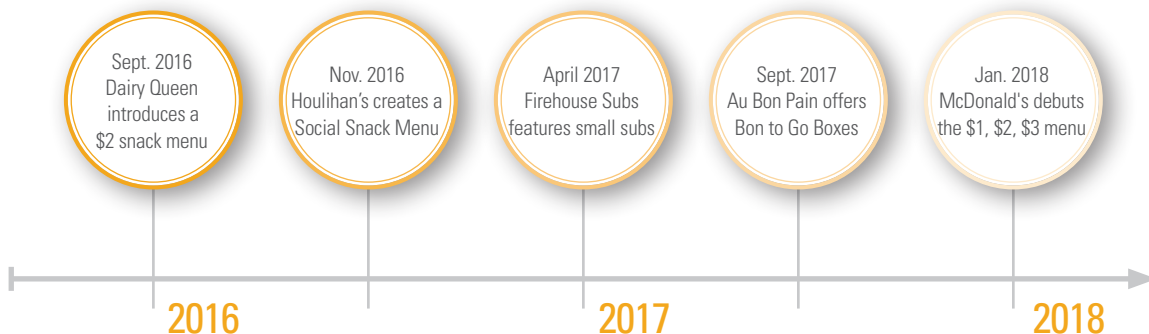 Sept. 2016
Dairy Queen
introduces a
$2 snack menu
Nov. 2016
Houlihan’s creates a
Social Snack Menu
April 2017
Firehouse Subs
features small subs
Sept. 2017
Au Bon Pain offers
Bon to Go Boxes
Jan. 2018
McDonald's debuts
the $1, $2, $3 menu
2016
2017
2018